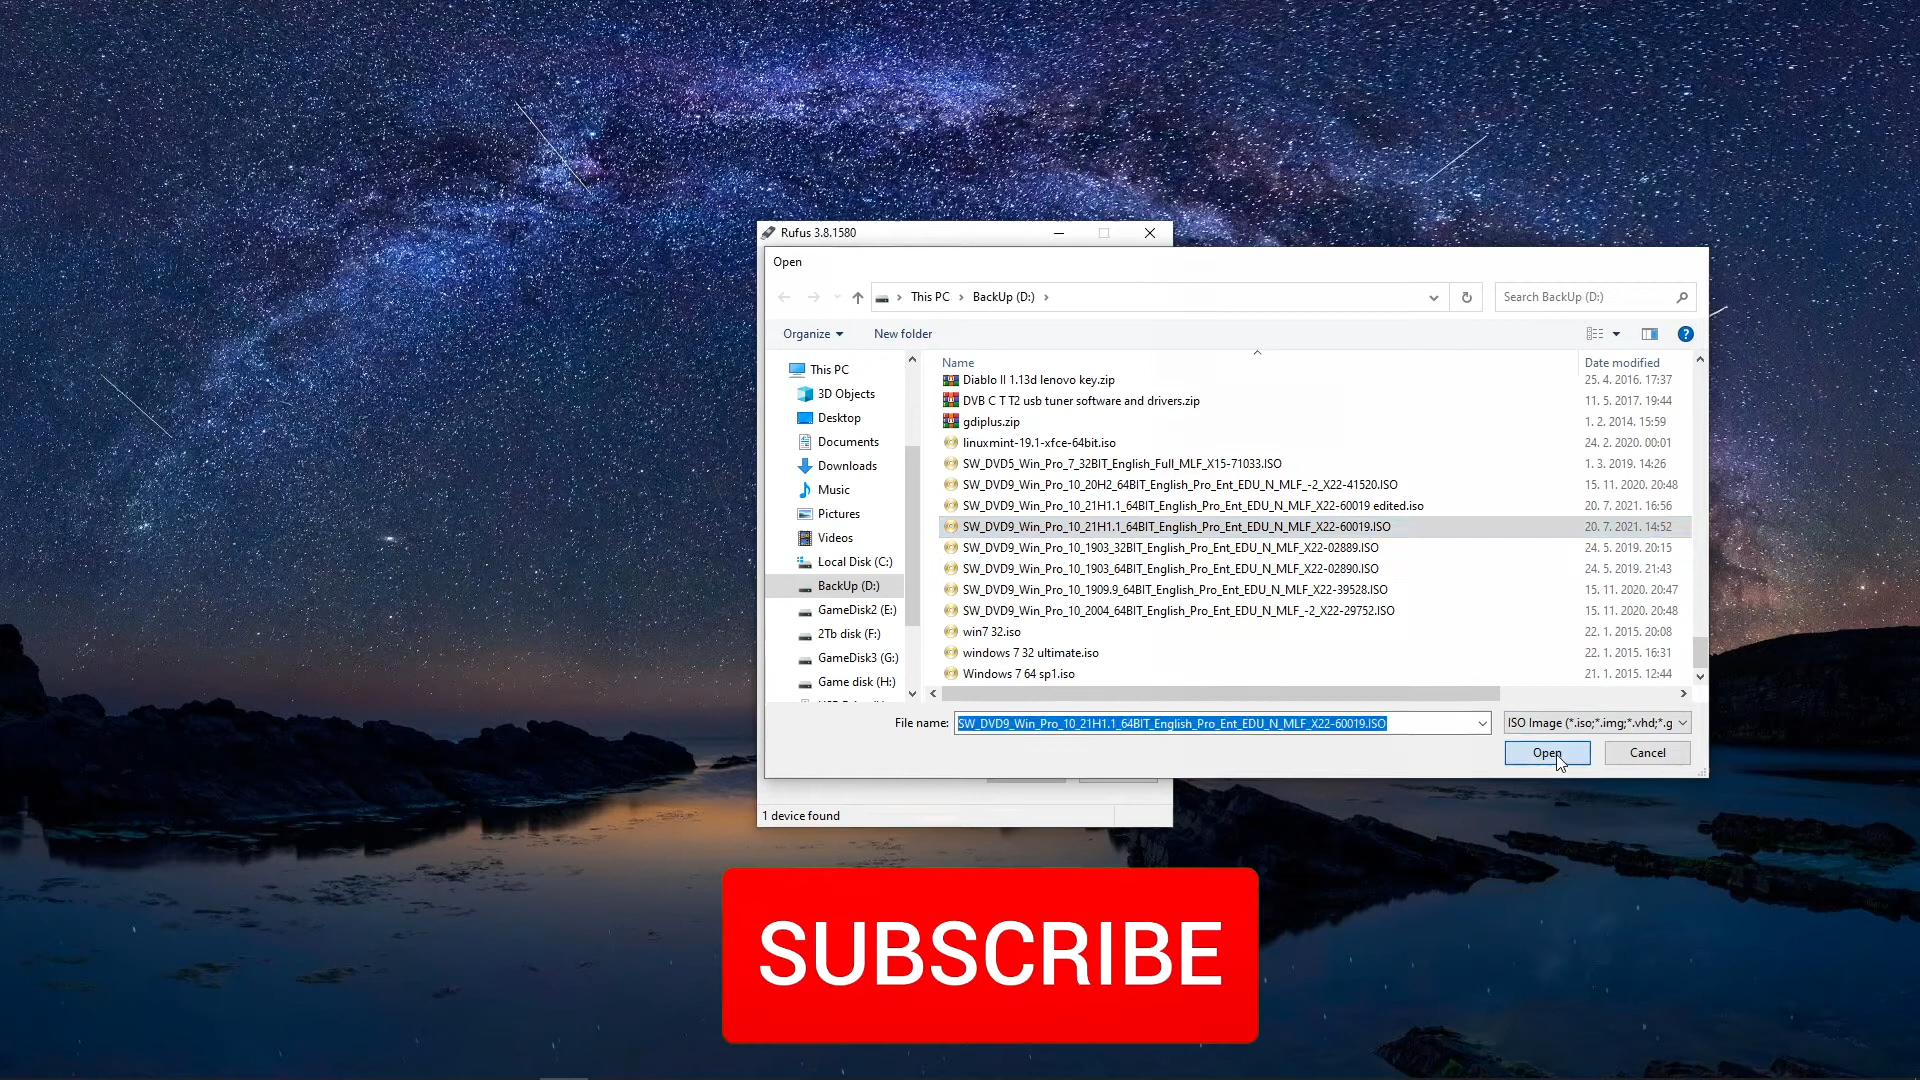 Rufus 3.8.1580
Open
This PC > BackUp (D:) >
Search BackUp (D:)
Organize
New folder
Name
Date modified
This PC
3D Objects
Desktop
Documents
Downloads
Music
Pictures
Videos
Local Disk (C:)
BackUp (D:)
GameDisk2 (E:)
2Tb disk (F:)
GameDisk3 (G:)
Game disk (H:)
Diablo II 1.13d lenovo key.zip 25. 4. 2016. 17:37
DVB C T T2 usb tuner software and drivers.zip 11. 5. 2017. 19:44
gdiplus.zip 1. 2. 2014. 15:59
linuxmint-19.1-xfce-64bit.iso 24. 2. 2020. 00:01
SW_DVD5_Win_Pro_7_32BIT_English_Full_MLF_X15-71033.ISO 1. 3. 2019. 14:26
SW_DVD9_Win_Pro_10_20H2_64BIT_English_Pro_Ent_EDU_N_MLF_-2_X22-41520.ISO 15. 11. 2020. 20:48
SW_DVD9_Win_Pro_10_21H1.1_64BIT_English_Pro_Ent_EDU_N_MLF_X22-60019 edited.iso 20. 7. 2021. 16:56
SW_DVD9_Win_Pro_10_21H1.1_64BIT_English_Pro_Ent_EDU_N_MLF_X22-60019.ISO 20. 7. 2021. 14:52
SW_DVD9_Win_Pro_10_1903_32BIT_English_Pro_Ent_EDU_N_MLF_X22-02889.ISO 24. 5. 2019. 20:15
SW_DVD9_Win_Pro_10_1903_64BIT_English_Pro_Ent_EDU_N_MLF_X22-02890.ISO 24. 5. 2019. 21:43
SW_DVD9_Win_Pro_10_1909.9_64BIT_English_Pro_Ent_EDU_N_MLF_X22-39528.ISO 15. 11. 2020. 20:47
SW_DVD9_Win_Pro_10_2004_64BIT_English_Pro_Ent_EDU_N_MLF_-2_X22-29752.ISO 15. 11. 2020. 20:48
win7 32.iso 22. 1. 2015. 20:08
windows 7 32 ultimate.iso 22. 1. 2015. 16:31
Windows 7 64 sp1.iso 21. 1. 2015. 12:44
File name: SW_DVD9_Win_Pro_10_21H1.1_64BIT_English_Pro_Ent_EDU_N_MLF_X22-60019.ISO
ISO Image (*.iso;*.img;*.vhd;*.g
Open
Cancel
1 device found
SUBSCRIBE